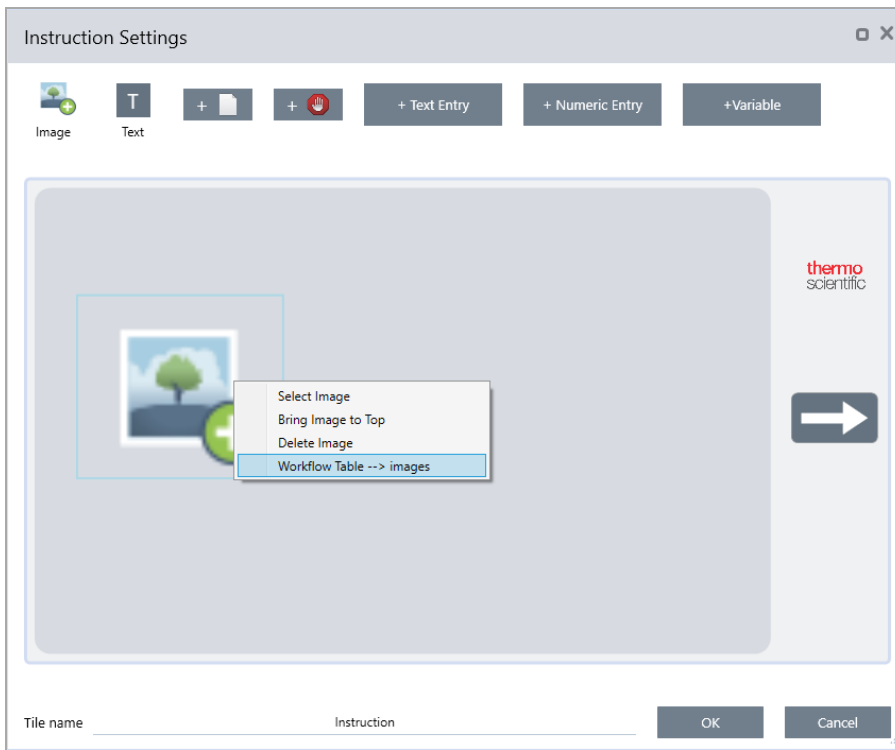 Instruction Settings
T
+
+
+ Text Entry
+ Numeric Entry
+Variable
Image
Text
thermo
scientific
Select Image
Bring Image to Top
Delete Image
Workflow Table --> images
Tile name
Instruction
OK
Cancel